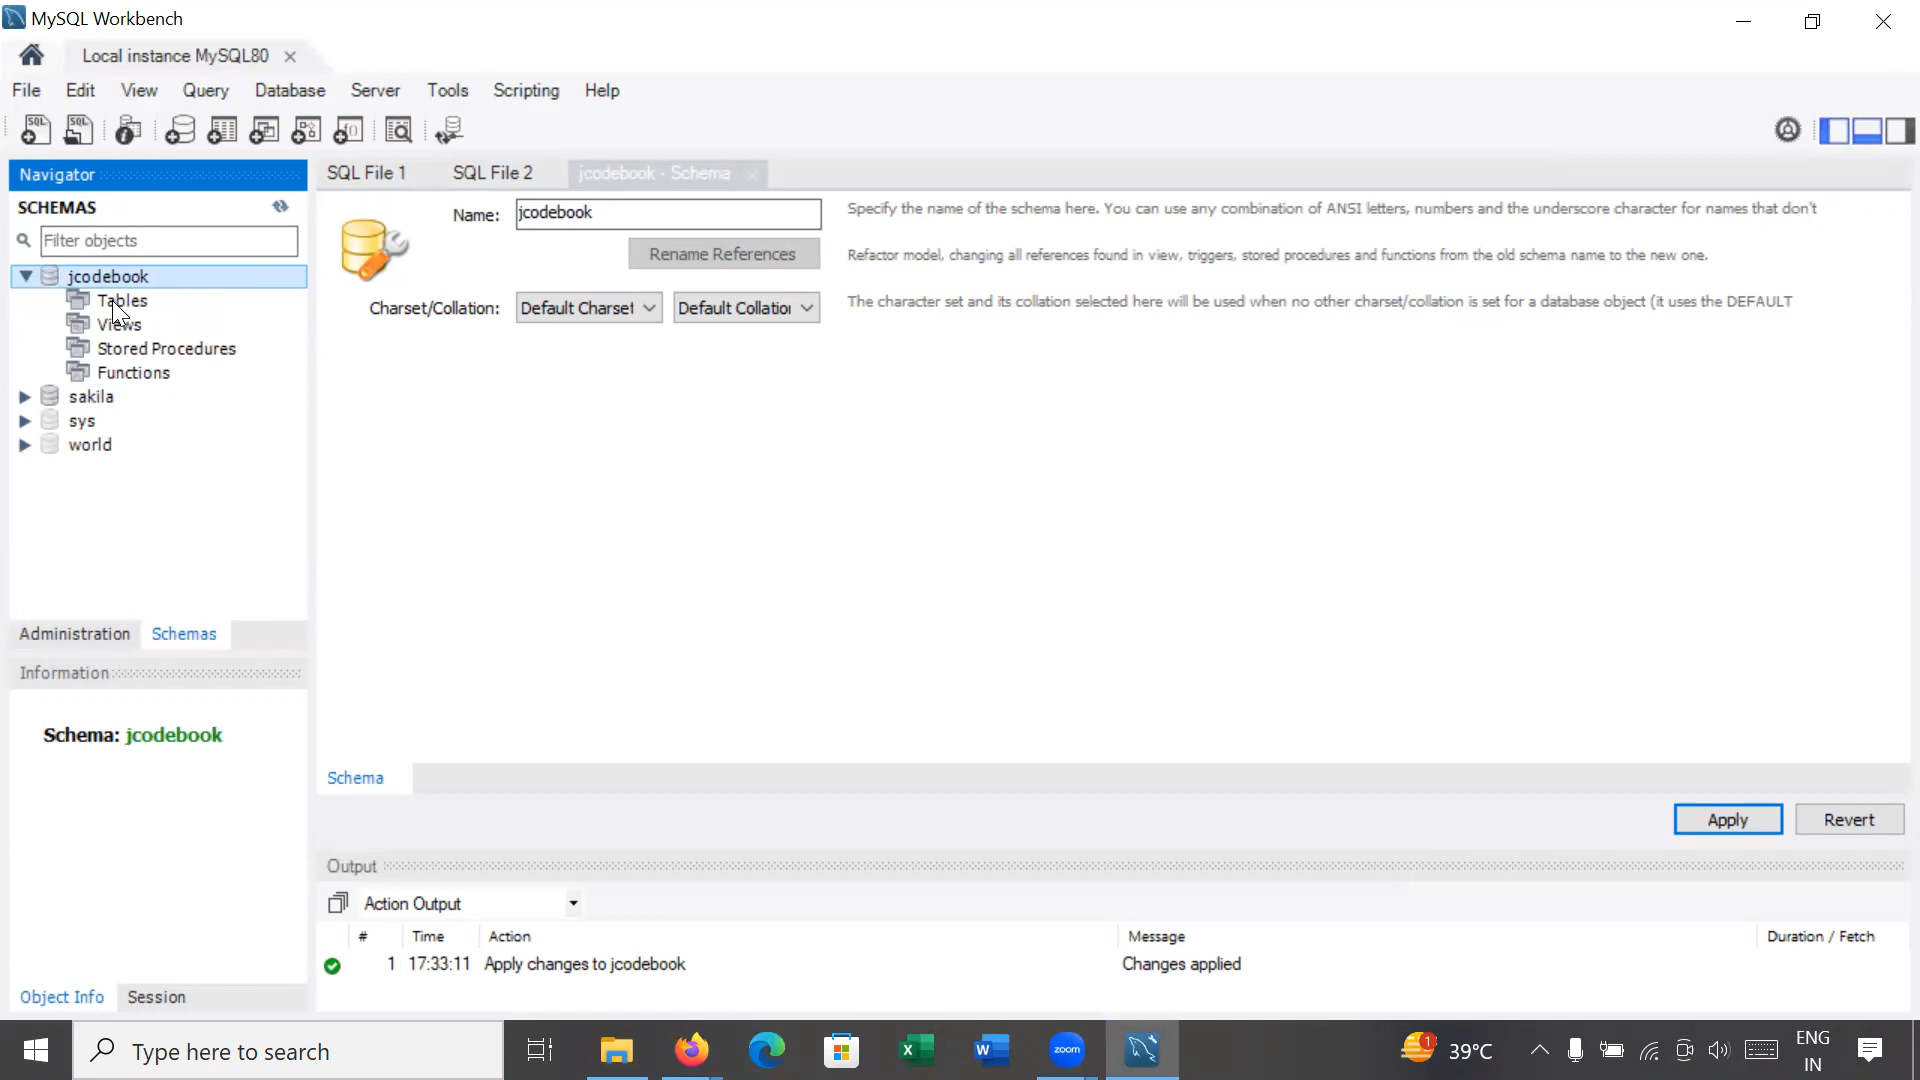 MySQL Workbench
Local instance MySQL80
File Edit View Query Database Server Tools Scripting Help
Navigator
SCHEMAS
Filter objects
jcodebook
Tables
Views
Stored Procedures
Functions
sakila
sys
world
Administration Schemas
Information
Schema: jcodebook
Object Info Session
SQL File 1 SQL File 2 jcodebook - Schema
Name: jcodebook Specify the name of the schema here. You can use any combination of ANSI letters, numbers and the underscore character for names that don't
Rename References Refactor model, changing all references found in view, triggers, stored procedures and functions from the old schema name to the new one.
Charset/Collation: Default Charset Default Collation The character set and its collation selected here will be used when no other charset/collation is set for a database object (it uses the DEFAULT
Schema
Apply Revert
Output
Action Output
# Time Action Message Duration / Fetch
1 17:33:11 Apply changes to jcodebook Changes applied
Type here to search
zoom
1
39°C
ENG
IN